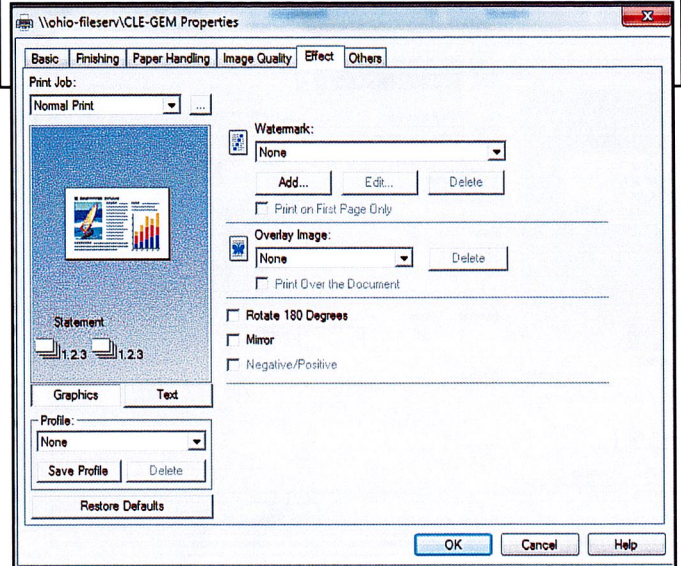 \\ohio-fileserv\CLE-GEM Properties
x
Basic Finishing Paper Handling Image Quality Effect Others
Print Job:
Normal Print ...
Statement
1.2.3 1.2.3
Graphics Text
Profile:
None
Save Profile Delete
Restore Defaults
Watermark:
None
Add... Edit... Delete
Print on First Page Only
Overlay Image:
None Delete
Print Over the Document
Rotate 180 Degrees
Mirror
Negative/Positive
OK Cancel Help